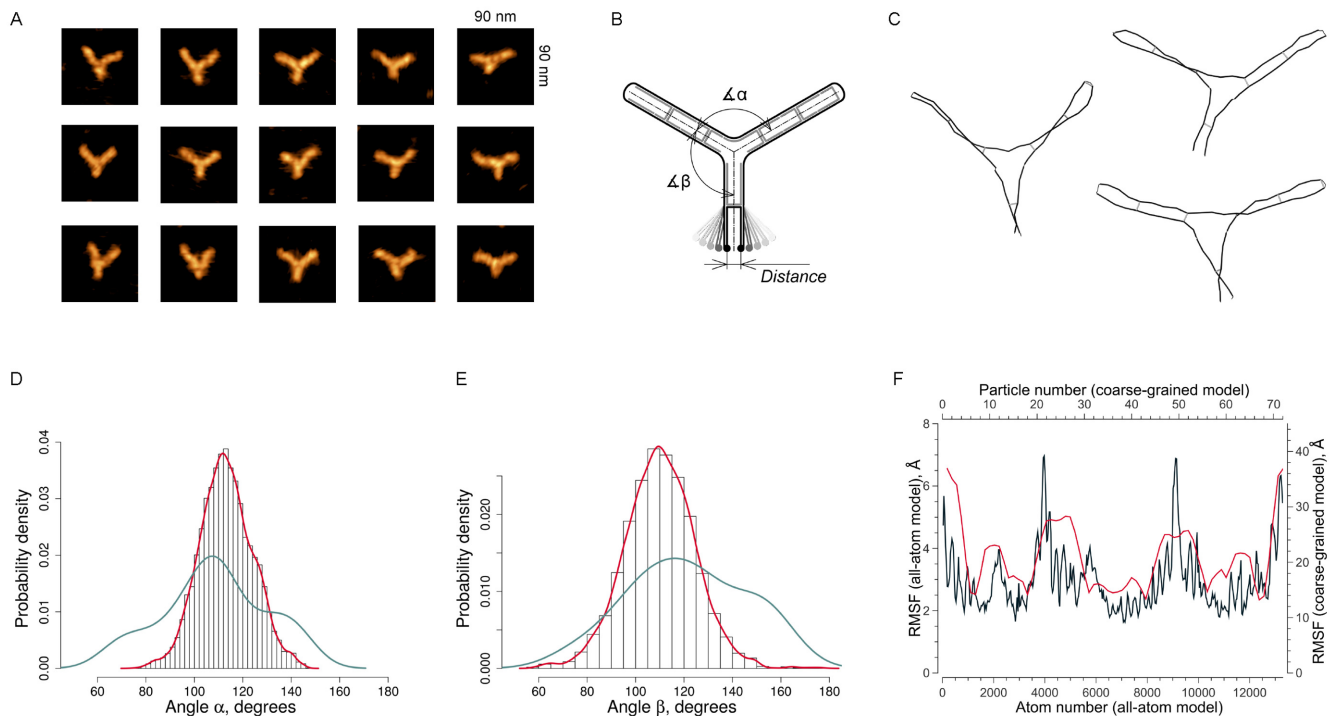 A
90 nm
90 nm
B
∡α
∡β
Distance
C
D
Probability density
0.00
0.01
0.02
0.03
0.04
60
80
100
120
140
160
180
Angle α, degrees
E
Probability density
0.000
0.005
0.010
0.015
0.020
60
80
100
120
140
160
180
Angle β, degrees
F
Particle number (coarse-grained model)
0
10
20
30
40
50
60
70
RMSF (all-atom model), Å
0
2
4
6
8
RMSF (coarse-grained model), Å
0
10
20
30
40
0
2000
4000
6000
8000
10000
12000
Atom number (all-atom model)